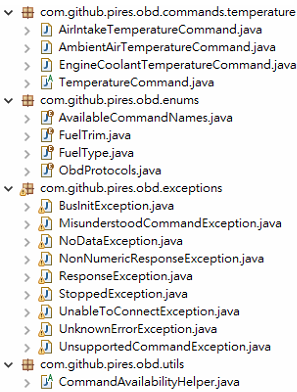 com.github.pires.obd.commands.temperature
AirIntakeTemperatureCommand.java
AmbientAirTemperatureCommand.java
EngineCoolantTemperatureCommand.java
TemperatureCommand.java
com.github.pires.obd.enums
AvailableCommandNames.java
FuelTrim.java
FuelType.java
ObdProtocols.java
com.github.pires.obd.exceptions
BusInitException.java
MisunderstoodCommandException.java
NoDataException.java
NonNumericResponseException.java
ResponseException.java
StoppedException.java
UnableToConnectException.java
UnknownErrorException.java
UnsupportedCommandException.java
com.github.pires.obd.utils
CommandAvailabilityHelper.java